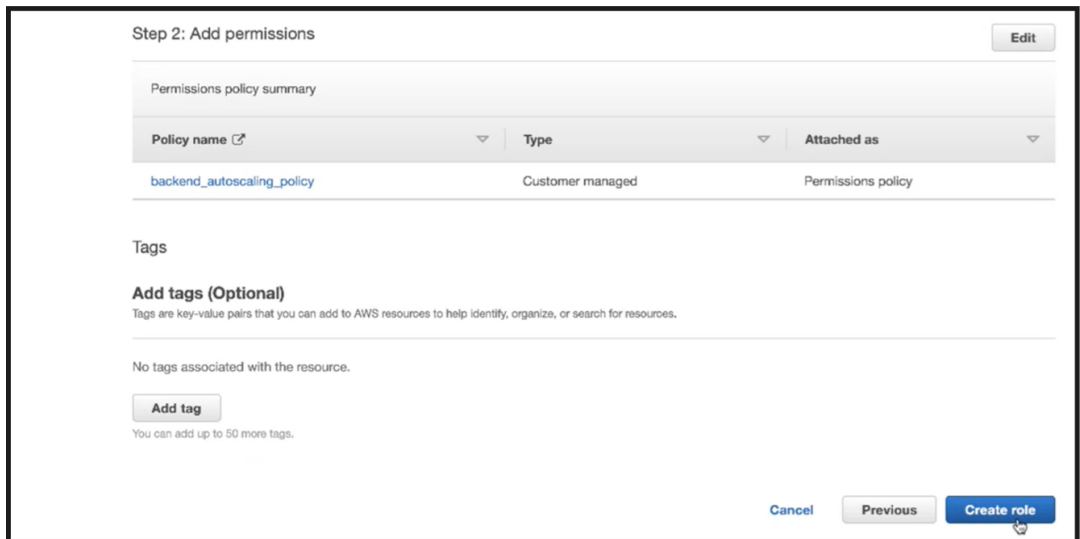 Step 2: Add permissions
Edit
Permissions policy summary
Policy name
Type
Attached as
backend_autoscaling_policy
Customer managed
Permissions policy
Tags
Add tags (Optional)
Tags are key-value pairs that you can add to AWS resources to help identify, organize, or search for resources.
No tags associated with the resource.
Add tag
You can add up to 50 more tags.
Cancel
Previous
Create role